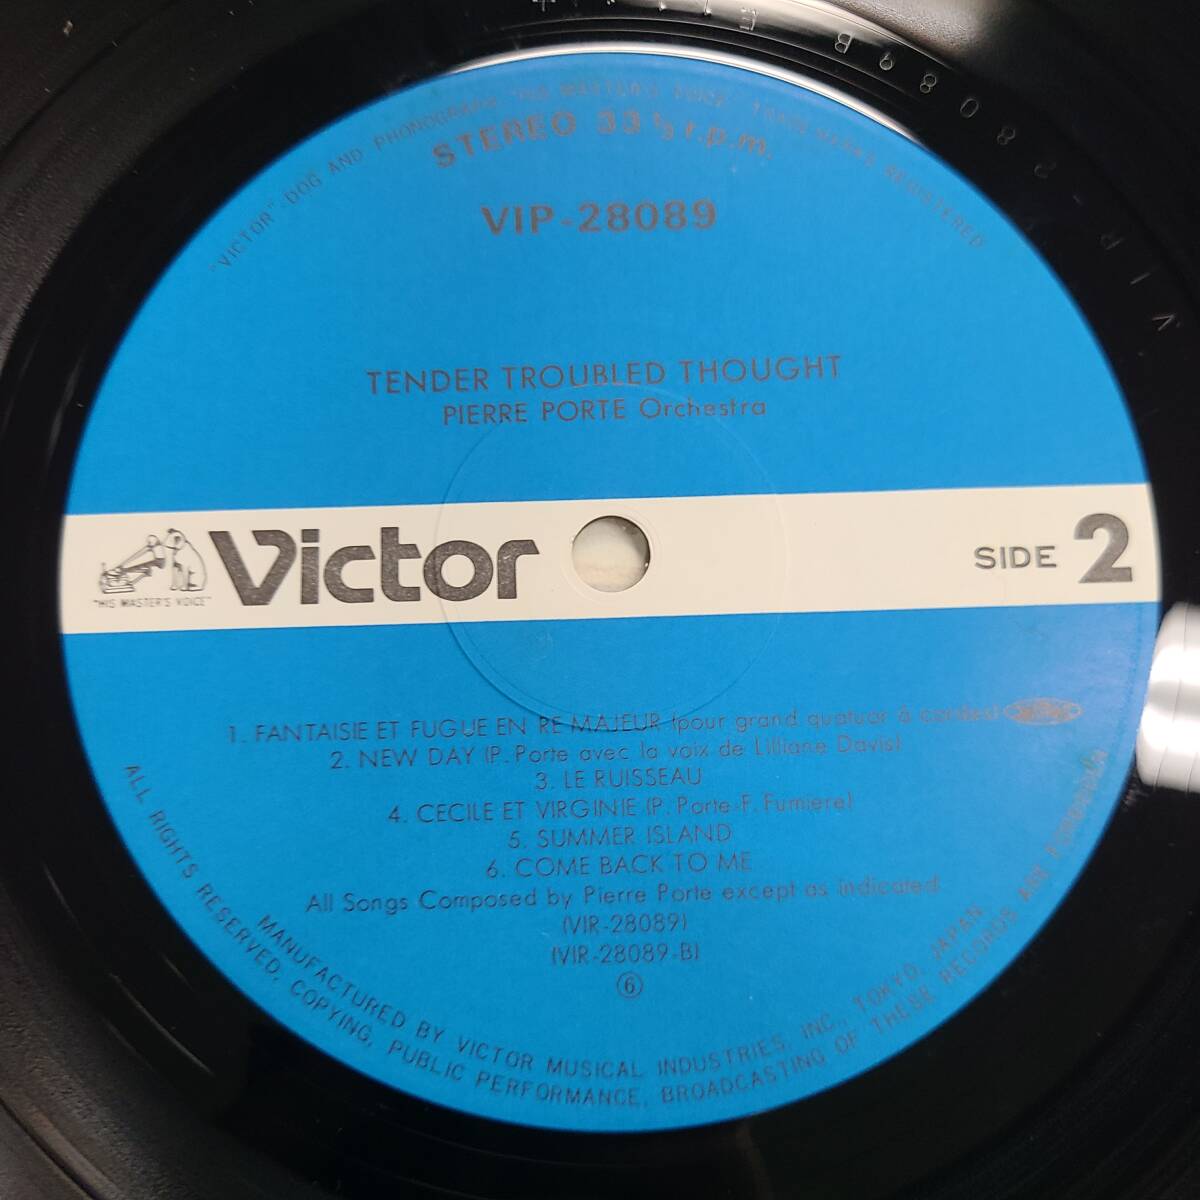 "VICTOR" DOG AND PHONOGRAPH "HIS MASTER'S VOICE" TRADE MARKS REGISTERED
STEREO 33 1/3 r.p.m.
VIP-28089
TENDER TROUBLED THOUGHT
PIERRE PORTE Orchestra
Victor
"HIS MASTER'S VOICE"
SIDE 2
1. FANTAISIE ET FUGUE EN RE MAJEUR (pour grand quatuor à cordes)
2. NEW DAY (P. Porte avec la voix de Lilliane Davis)
3. LE RUISSEAU
4. CECILE ET VIRGINIE (P. Porte-F. Fumiere)
5. SUMMER ISLAND
6. COME BACK TO ME
All Songs Composed by Pierre Porte except as indicated.
(VIR-28089)
(VIR-28089-B)
⑥
MANUFACTURED BY VICTOR MUSICAL INDUSTRIES, INC., TOKYO, JAPAN
ALL RIGHTS RESERVED, COPYING, PUBLIC PERFORMANCE, BROADCASTING OF THESE RECORDS ARE FORBIDDEN